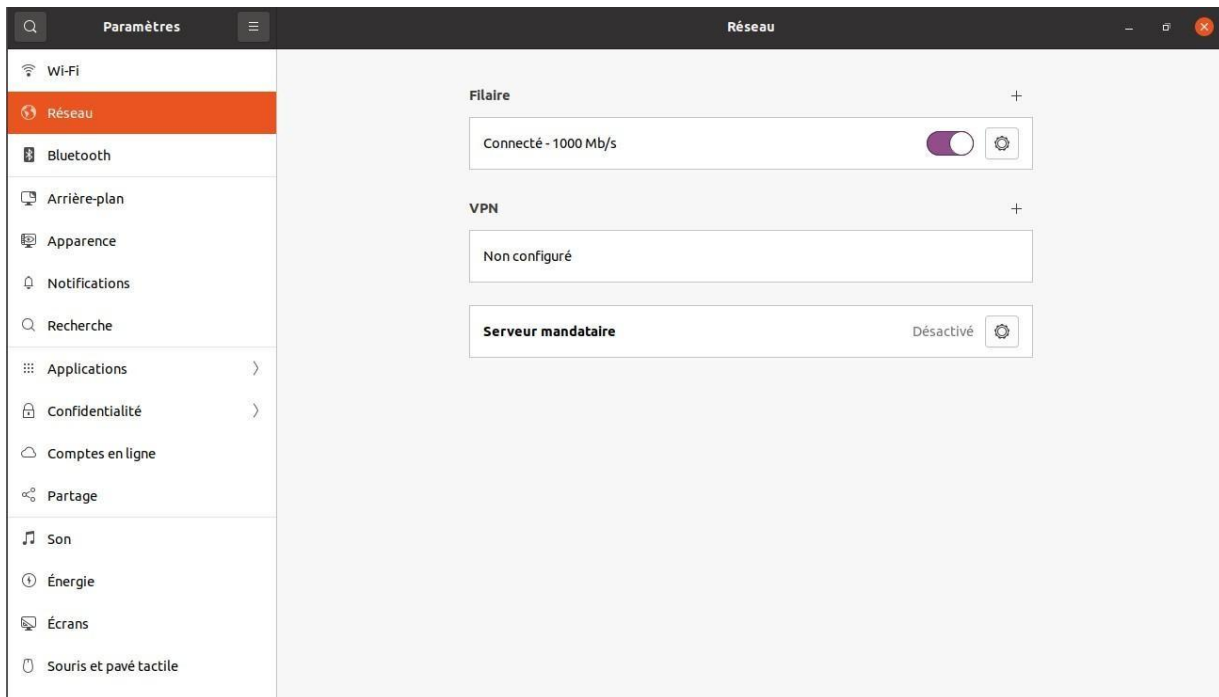 Paramètres
Réseau
Wi-Fi
Réseau
Bluetooth
Arrière-plan
Apparence
Notifications
Recherche
Applications
Confidentialité
Comptes en ligne
Partage
Son
Énergie
Écrans
Souris et pavé tactile
Filaire
Connecté - 1000 Mb/s
VPN
Non configuré
Serveur mandataire
Désactivé